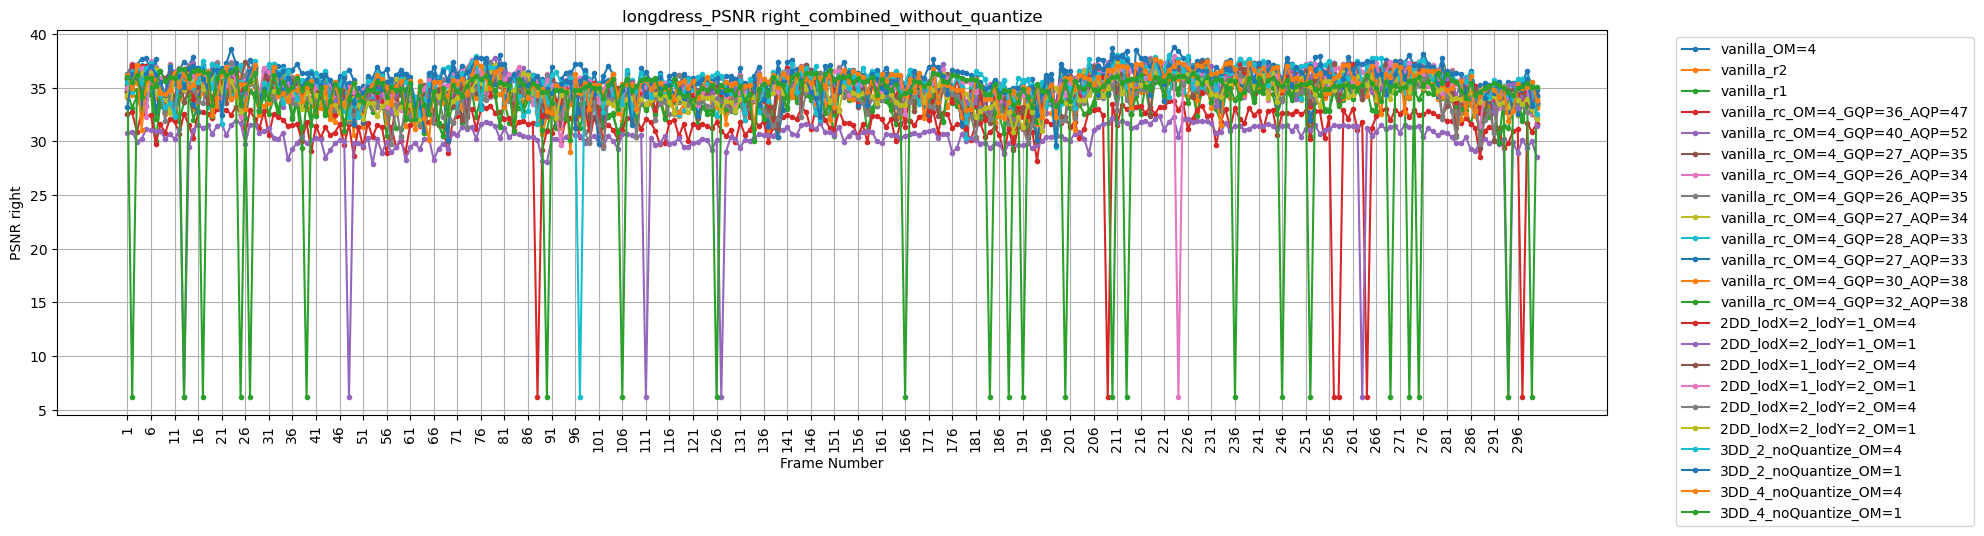 longdress_PSNR right_combined_without_quantize
40
35
30
25
20
15
10
5
PSNR right
1 6 11 16 21 26 31 36 41 46 51 56 61 66 71 76 81 86 91 96 101 106 111 116 121 126 131 136 141 146 151 156 161 166 171 176 181 186 191 196 201 206 211 216 221 226 231 236 241 246 251 256 261 266 271 276 281 286 291 296
Frame Number
vanilla_OM=4
vanilla_r2
vanilla_r1
vanilla_rc_OM=4_GQP=36_AQP=47
vanilla_rc_OM=4_GQP=40_AQP=52
vanilla_rc_OM=4_GQP=27_AQP=35
vanilla_rc_OM=4_GQP=26_AQP=34
vanilla_rc_OM=4_GQP=26_AQP=35
vanilla_rc_OM=4_GQP=27_AQP=34
vanilla_rc_OM=4_GQP=28_AQP=33
vanilla_rc_OM=4_GQP=27_AQP=33
vanilla_rc_OM=4_GQP=30_AQP=38
vanilla_rc_OM=4_GQP=32_AQP=38
2DD_lodX=2_lodY=1_OM=4
2DD_lodX=2_lodY=1_OM=1
2DD_lodX=1_lodY=2_OM=4
2DD_lodX=1_lodY=2_OM=1
2DD_lodX=2_lodY=2_OM=4
2DD_lodX=2_lodY=2_OM=1
3DD_2_noQuantize_OM=4
3DD_2_noQuantize_OM=1
3DD_4_noQuantize_OM=4
3DD_4_noQuantize_OM=1